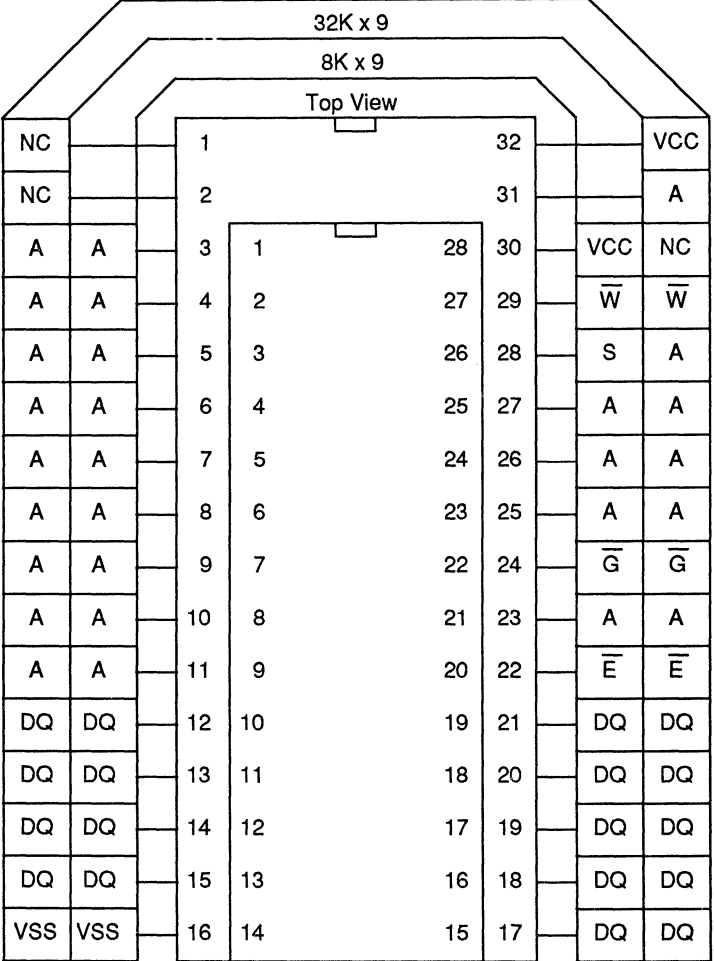 32K x 9
8K x 9
Top View
NC 1 32 VCC
NC 2 31 A
A A 3 1 28 30 VCC NC
A A 4 2 27 29 W̅ W̅
A A 5 3 26 28 S A
A A 6 4 25 27 A A
A A 7 5 24 26 A A
A A 8 6 23 25 A A
A A 9 7 22 24 G̅ G̅
A A 10 8 21 23 A A
A A 11 9 20 22 E̅ E̅
DQ DQ 12 10 19 21 DQ DQ
DQ DQ 13 11 18 20 DQ DQ
DQ DQ 14 12 17 19 DQ DQ
DQ DQ 15 13 16 18 DQ DQ
VSS VSS 16 14 15 17 DQ DQ